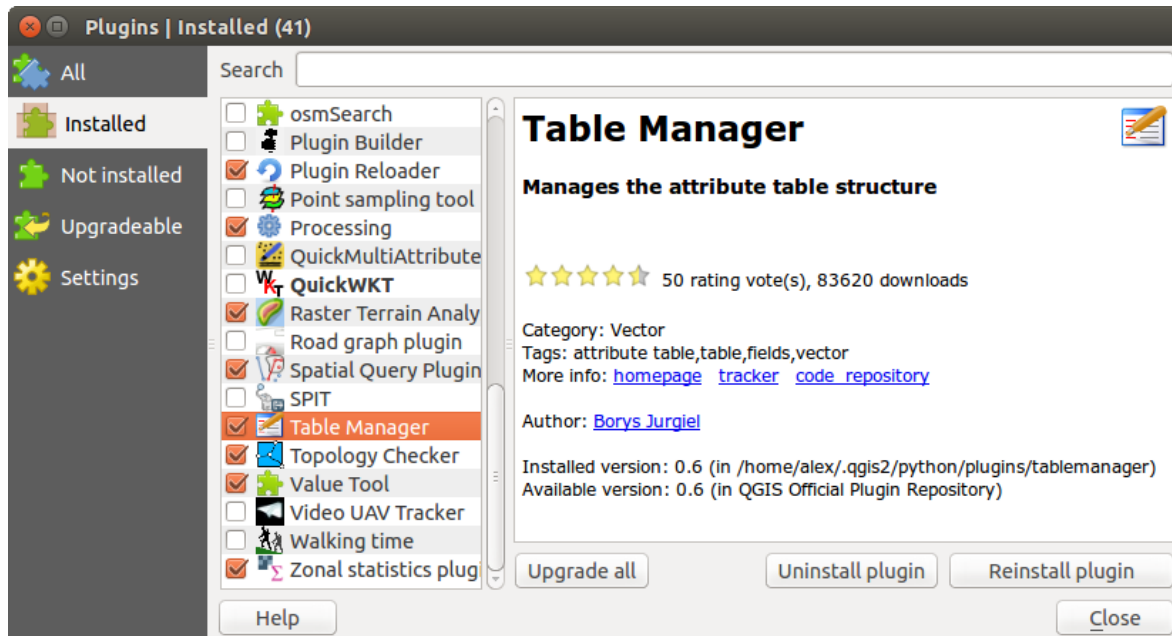 Plugins | Installed (41)
All
Installed
Not installed
Upgradeable
Settings
Search
osmSearch
Plugin Builder
Plugin Reloader
Point sampling tool
Processing
QuickMultiAttribute
QuickWKT
Raster Terrain Analy
Road graph plugin
Spatial Query Plugin
SPIT
Table Manager
Topology Checker
Value Tool
Video UAV Tracker
Walking time
Zonal statistics plugi
Table Manager
Manages the attribute table structure
50 rating vote(s), 83620 downloads
Category: Vector
Tags: attribute table,table,fields,vector
More info: homepage tracker code_repository
Author: Borys Jurgiel
Installed version: 0.6 (in /home/alex/.qgis2/python/plugins/tablemanager)
Available version: 0.6 (in QGIS Official Plugin Repository)
Upgrade all
Uninstall plugin
Reinstall plugin
Help
Close